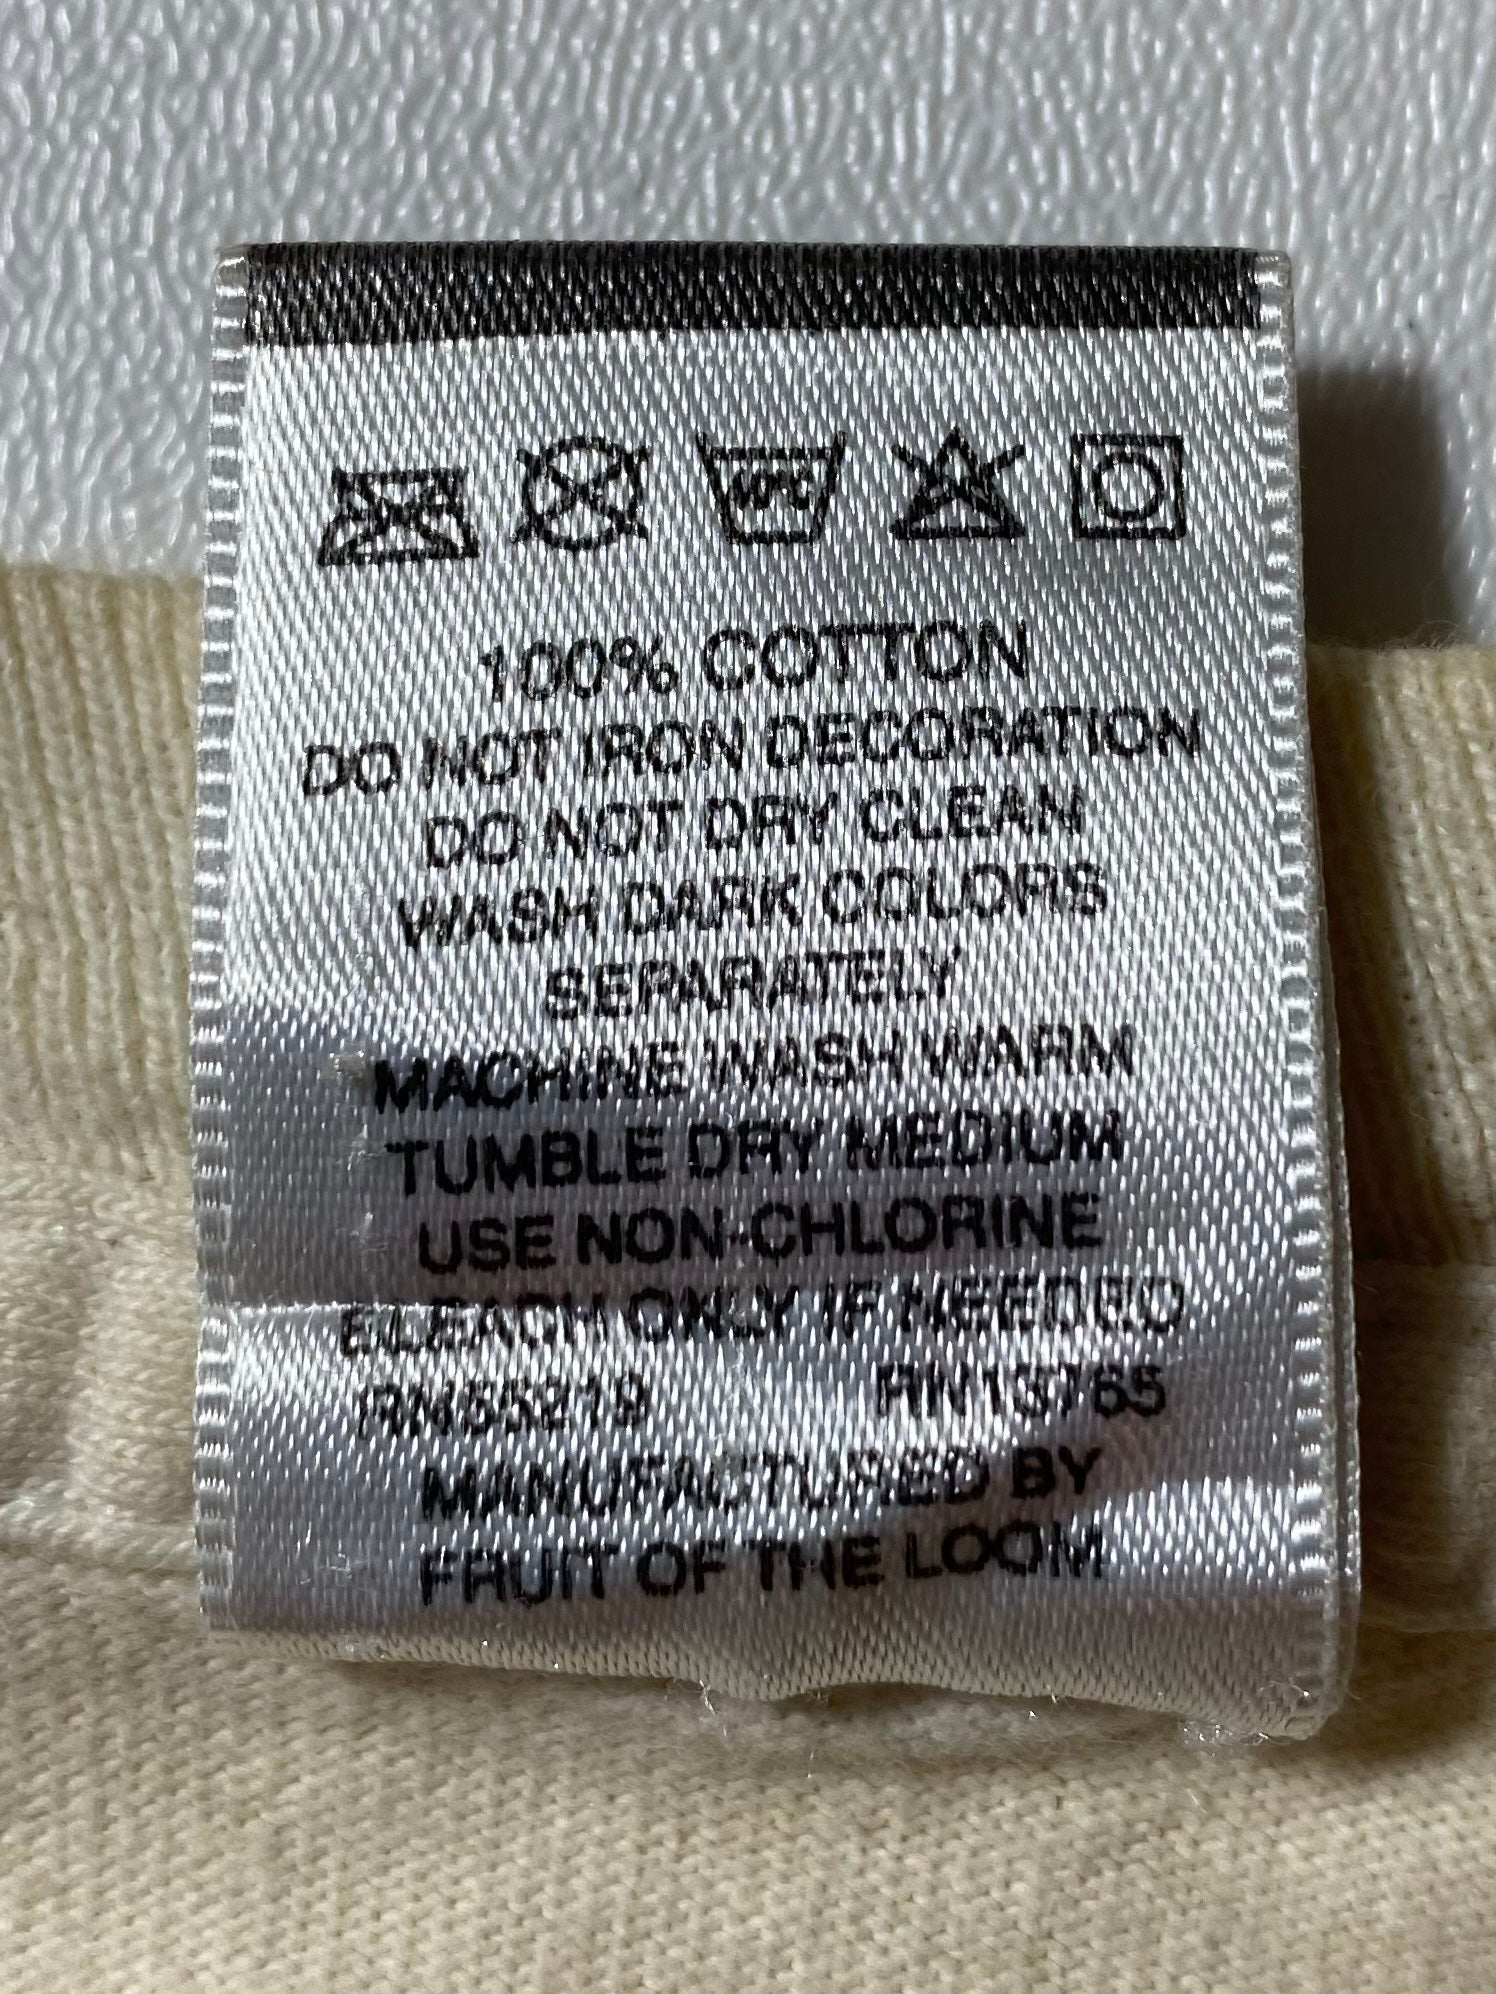 100% COTTON
DO NOT IRON DECORATION
DO NOT DRY CLEAN
WASH DARK COLORS
SEPARATELY
MACHINE WASH WARM
TUMBLE DRY MEDIUM
USE NON-CHLORINE
BLEACH ONLY IF NEEDED
RN13765
MANUFACTURED BY
FRUIT OF THE LOOM